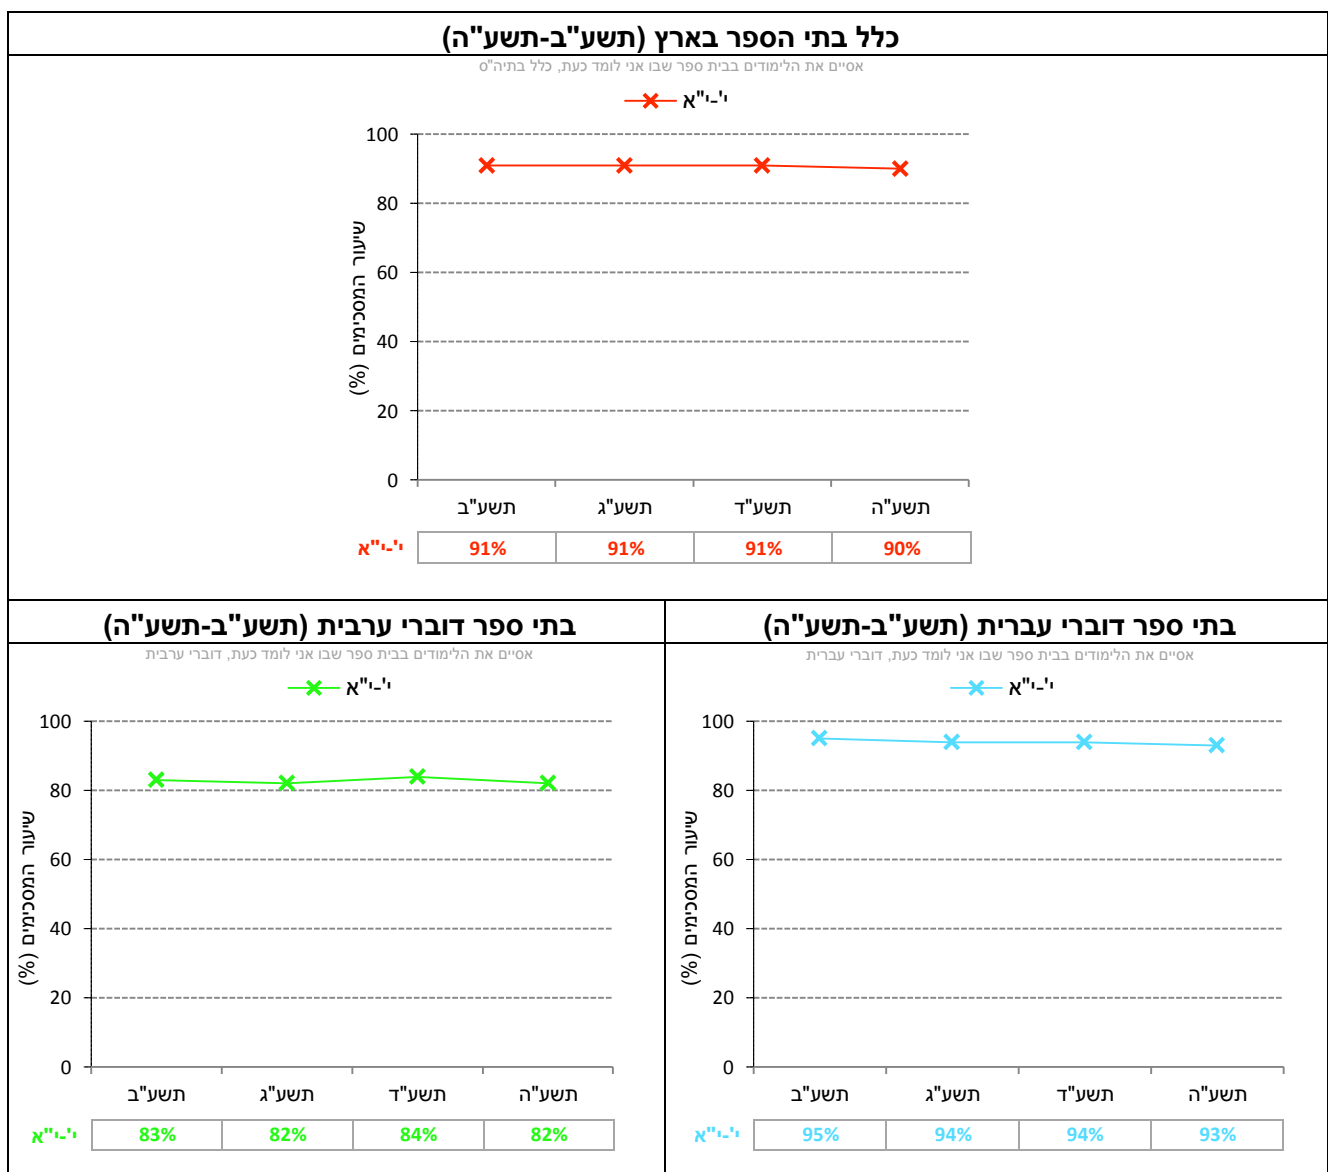 כלל בתי הספר בארץ (תשע"ב-תשע"ה)
אסיים את הלימודים בבית ספר שבו אני לומד כעת, כלל בתיה"ס
י'-י"א
שיעור המסכימים (%)
100
80
60
40
20
0
תשע"ב תשע"ג תשע"ד תשע"ה
י'-י"א 91% 91% 91% 90%
בתי ספר דוברי עברית (תשע"ב-תשע"ה)
אסיים את הלימודים בבית ספר שבו אני לומד כעת, דוברי עברית
י'-י"א
שיעור המסכימים (%)
100
80
60
40
20
0
תשע"ב תשע"ג תשע"ד תשע"ה
י'-י"א 95% 94% 94% 93%
בתי ספר דוברי ערבית (תשע"ב-תשע"ה)
אסיים את הלימודים בבית ספר שבו אני לומד כעת, דוברי ערבית
י'-י"א
שיעור המסכימים (%)
100
80
60
40
20
0
תשע"ב תשע"ג תשע"ד תשע"ה
י'-י"א 83% 82% 84% 82%